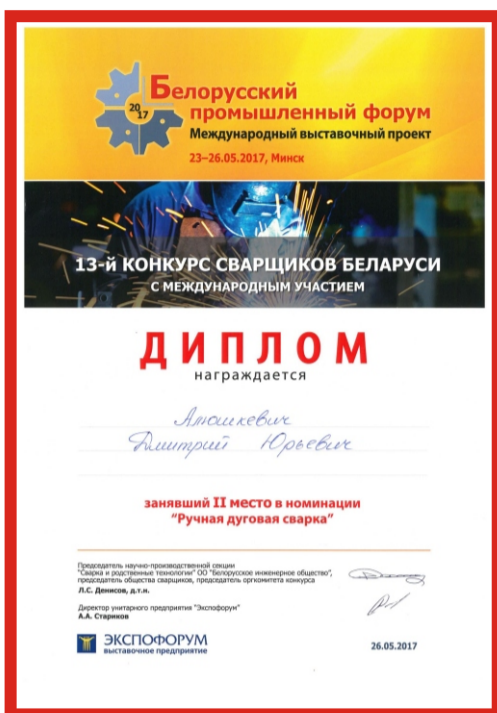 2017
Белорусский
промышленный форум
Международный выставочный проект
23–26.05.2017, Минск
13-й КОНКУРС СВАРЩИКОВ БЕЛАРУСИ
С МЕЖДУНАРОДНЫМ УЧАСТИЕМ
ДИПЛОМ
награждается
Алюшкевич
Дмитрий Юрьевич
занявший II место в номинации
"Ручная дуговая сварка"
Председатель научно-производственной секции
"Сварка и родственные технологии" ОО "Белорусское инженерное общество",
председатель общества сварщиков, председатель оргкомитета конкурса
Л.С. Денисов, д.т.н.
Директор унитарного предприятия "Экспофорум"
А.А. Стариков
ЭКСПОФОРУМ
выставочное предприятие
26.05.2017